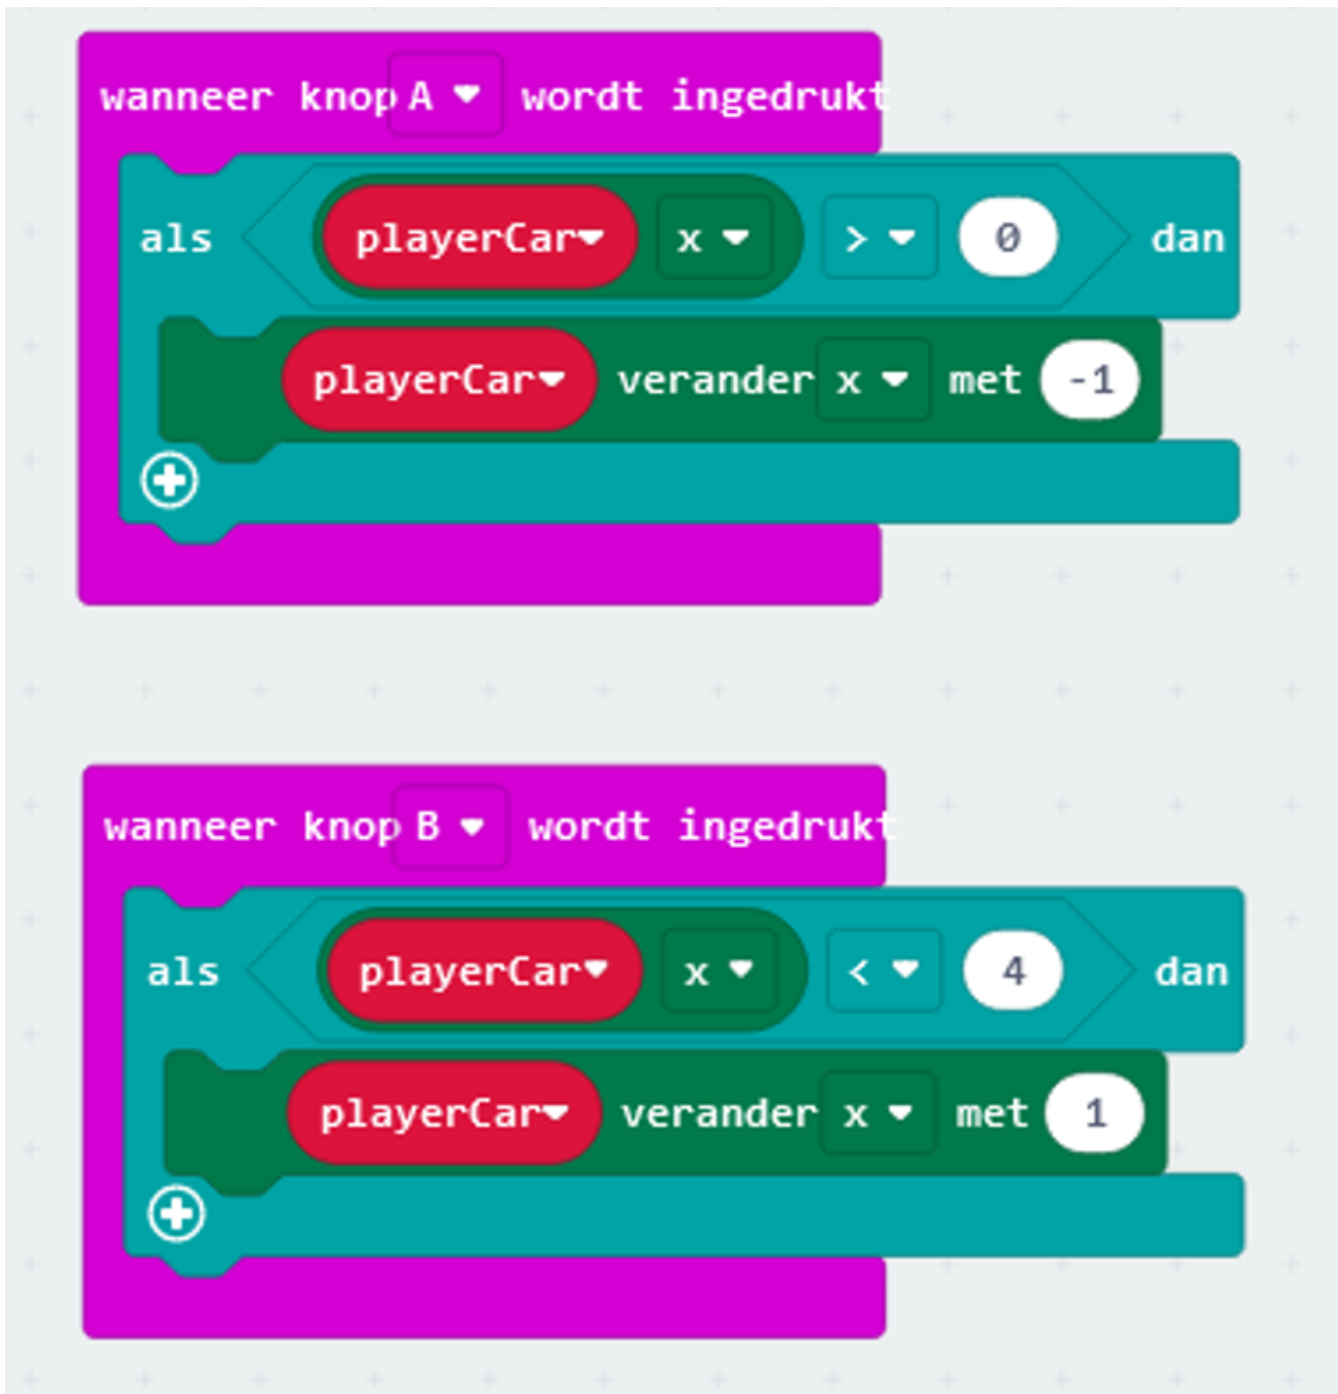 wanneer knop A wordt ingedrukt
als playerCar x > 0 dan
playerCar verander x met -1
wanneer knop B wordt ingedrukt
als playerCar x < 4 dan
playerCar verander x met 1